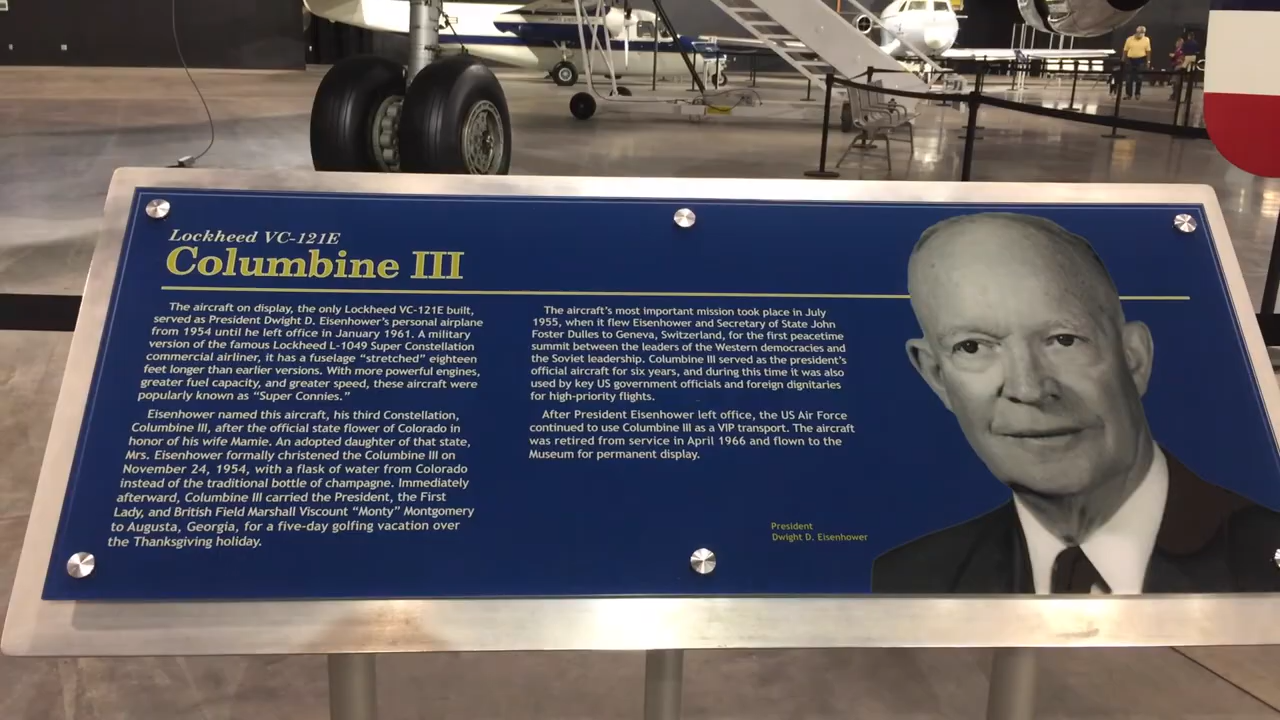 Lockheed VC-121E
Columbine III
The aircraft on display, the only Lockheed VC-121E built,
served as President Dwight D. Eisenhower's personal airplane
from 1954 until he left office in January 1961. A military
version of the famous Lockheed L-1049 Super Constellation
commercial airliner, it has a fuselage "stretched" eighteen
feet longer than earlier versions. With more powerful engines,
greater fuel capacity, and greater speed, these aircraft were
popularly known as "Super Connies."
Eisenhower named this aircraft, his third Constellation,
Columbine III, after the official state flower of Colorado in
honor of his wife Mamie. An adopted daughter of that state,
Mrs. Eisenhower formally christened the Columbine III on
November 24, 1954, with a flask of water from Colorado
instead of the traditional bottle of champagne. Immediately
afterward, Columbine III carried the President, the First
Lady, and British Field Marshall Viscount "Monty" Montgomery
to Augusta, Georgia, for a five-day golfing vacation over
the Thanksgiving holiday.
The aircraft's most important mission took place in July
1955, when it flew Eisenhower and Secretary of State John
Foster Dulles to Geneva, Switzerland, for the first peacetime
summit between the leaders of the Western democracies and
the Soviet leadership. Columbine III served as the president's
official aircraft for six years, and during this time it was also
used by key US government officials and foreign dignitaries
for high-priority flights.
After President Eisenhower left office, the US Air Force
continued to use Columbine III as a VIP transport. The aircraft
was retired from service in April 1966 and flown to the
Museum for permanent display.
President
Dwight D. Eisenhower